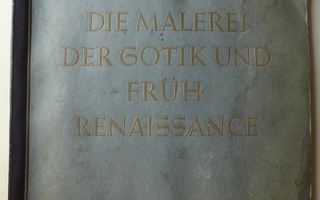 DIE MALEREI
DER GOTIK UND
FRÜH
RENAISSANCE